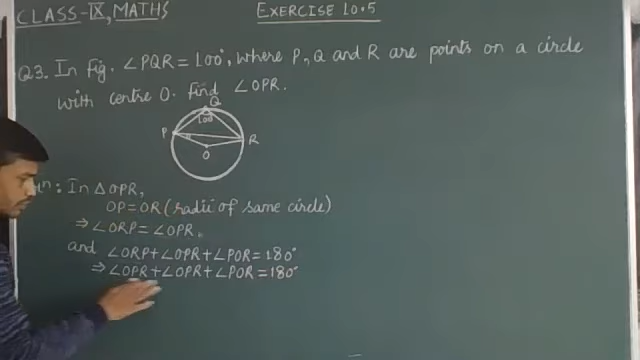 CLASS-IX, MATHS
EXERCISE 10.5
Q3. In Fig. ∠PQR = 100°, where P, Q and R are points on a circle
with centre O. Find ∠OPR.
Q
100°
P
R
O
In △OPR,
OP = OR (radii of same circle)
⇒ ∠ORP = ∠OPR.
and ∠ORP + ∠OPR + ∠POR = 180°
⇒ ∠OPR + ∠OPR + ∠POR = 180°